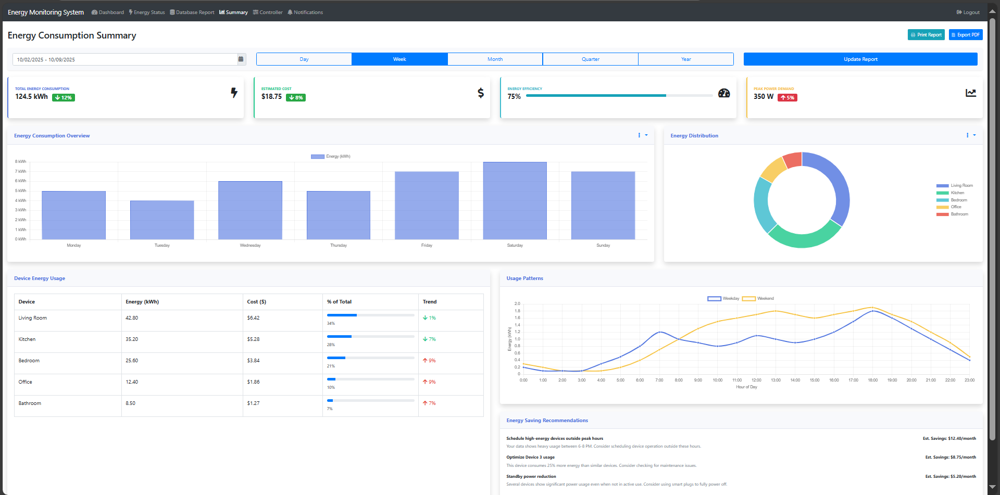 Energy Monitoring System Dashboard Energy Status Database Report Summary Controller Notifications Logout
Energy Consumption Summary Print Report Export PDF
10/02/2025 - 10/09/2025 Day Week Month Quarter Year Update Report
TOTAL ENERGY CONSUMPTION
124.5 kWh 12%
ESTIMATED COST
$18.75 8%
ENERGY EFFICIENCY
75%
PEAK POWER DEMAND
350 W 5%
Energy Consumption Overview
Energy (kWh)
8 kWh
7 kWh
6 kWh
5 kWh
4 kWh
3 kWh
2 kWh
1 kWh
0 kWh
Monday Tuesday Wednesday Thursday Friday Saturday Sunday
Energy Distribution
Living Room
Kitchen
Bedroom
Office
Bathroom
Device Energy Usage
Device Energy (kWh) Cost ($) % of Total Trend
Living Room 42.80 $6.42 34% 1%
Kitchen 35.20 $5.28 28% 7%
Bedroom 25.60 $3.84 21% 9%
Office 12.40 $1.86 10% 9%
Bathroom 8.50 $1.27 7% 7%
Usage Patterns
Weekday Weekend
Energy (kWh)
2.0
1.8
1.6
1.4
1.2
1.0
0.8
0.6
0.4
0.2
0
0:00 1:00 2:00 3:00 4:00 5:00 6:00 7:00 8:00 9:00 10:00 11:00 12:00 13:00 14:00 15:00 16:00 17:00 18:00 19:00 20:00 21:00 22:00 23:00
Hour of Day
Energy Saving Recommendations
Schedule high-energy devices outside peak hours Est. Savings: $12.40/month
Your data shows heavy usage between 6-8 PM. Consider scheduling device operation outside these hours.
Optimize Device 3 usage Est. Savings: $8.75/month
This device consumes 25% more energy than similar devices. Consider checking for maintenance issues.
Standby power reduction Est. Savings: $5.20/month
Several devices show significant power usage even when not in active use. Consider using smart plugs to fully power off.